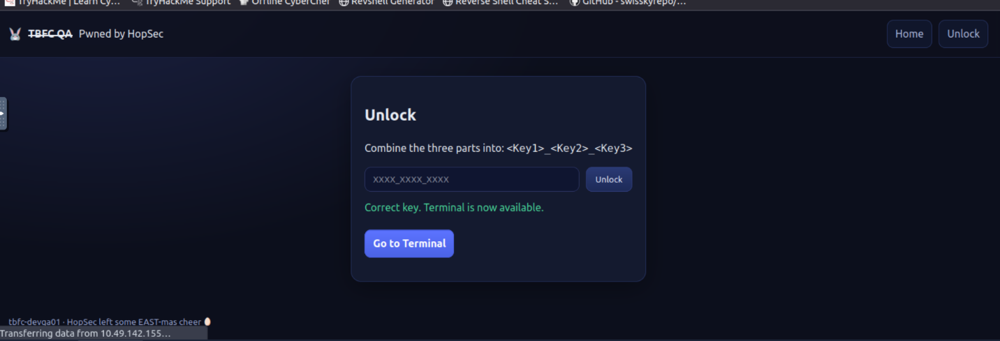 TryHackMe | Learn Cy… TryHackMe Support Offline CyberChef Revshell Generator Reverse Shell Cheat S… GitHub - swisskyrepo/…
TBFC QA Pwned by HopSec Home Unlock
Unlock
Combine the three parts into: <Key1>_<Key2>_<Key3>
XXXX_XXXX_XXXX Unlock
Correct key. Terminal is now available.
Go to Terminal
tbfc-devqa01 · HopSec left some EAST-mas cheer 🥚
Transferring data from 10.49.142.155…